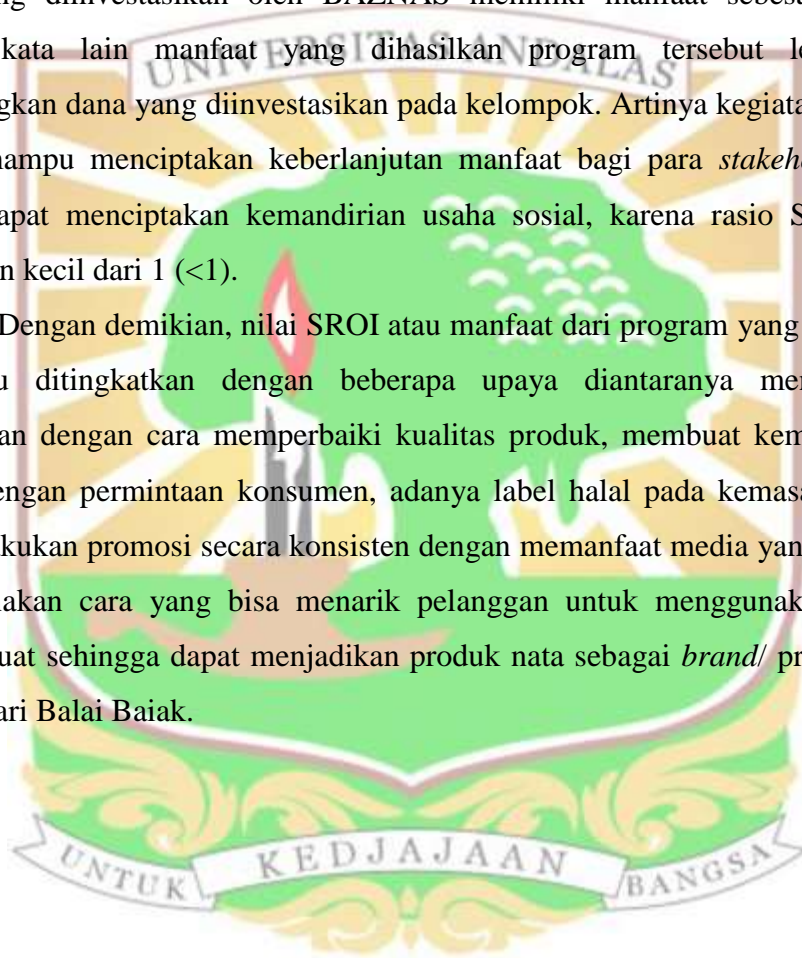 ng diinvestasikan oleh BAZNAS memiliki manfaat sebesa
kata lain manfaat yang dihasilkan program tersebut l
gkan dana yang diinvestasikan pada kelompok. Artinya kegiata
mampu menciptakan keberlanjutan manfaat bagi para stakeh
apat menciptakan kemandirian usaha sosial, karena rasio S
n kecil dari 1 (<1).
Dengan demikian, nilai SROI atau manfaat dari program yang
u ditingkatkan dengan beberapa upaya diantaranya me
an dengan cara memperbaiki kualitas produk, membuat kem
engan permintaan konsumen, adanya label halal pada kemasa
kukan promosi secara konsisten dengan memanfaat media yan
akan cara yang bisa menarik pelanggan untuk menggunak
uat sehingga dapat menjadikan produk nata sebagai brand/ pr
ari Balai Baiak.
UNIVERSITAS ANDALAS
UNTUK KEDJAJAAN BANGSA